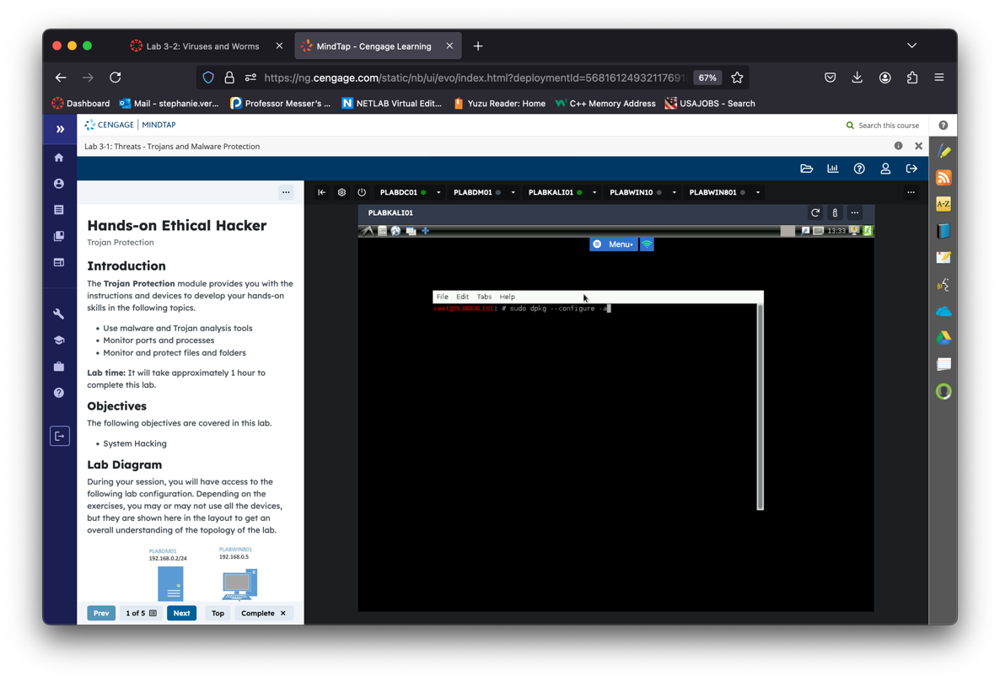 Lab 3-2: Viruses and Worms
MindTap - Cengage Learning
https://ng.cengage.com/static/nb/ui/evo/index.html?deploymentId=5681612493211769
67%
Dashboard
Mail - stephanie.ver...
Professor Messer's ...
NETLAB Virtual Edit...
Yuzu Reader: Home
C++ Memory Address
USAJOBS - Search
CENGAGE | MINDTAP
Search this course
Lab 3-1: Threats - Trojans and Malware Protection
PLABDC01
PLABDM01
PLABKALI01
PLABWIN10
PLABWIN801
PLABKALI01
13:33
Menu
File Edit Tabs Help
root@PLABKALI01: # sudo dpkg --configure -a
Hands-on Ethical Hacker
Trojan Protection
Introduction
The Trojan Protection module provides you with the
instructions and devices to develop your hands-on
skills in the following topics.
• Use malware and Trojan analysis tools
• Monitor ports and processes
• Monitor and protect files and folders
Lab time: It will take approximately 1 hour to
complete this lab.
Objectives
The following objectives are covered in this lab.
• System Hacking
Lab Diagram
During your session, you will have access to the
following lab configuration. Depending on the
exercises, you may or may not use all the devices,
but they are shown here in the layout to get an
overall understanding of the topology of the lab.
PLABDM01
192.168.0.2/24
PLABWIN801
192.168.0.5
Prev
1 of 5
Next
Top
Complete
A-Z